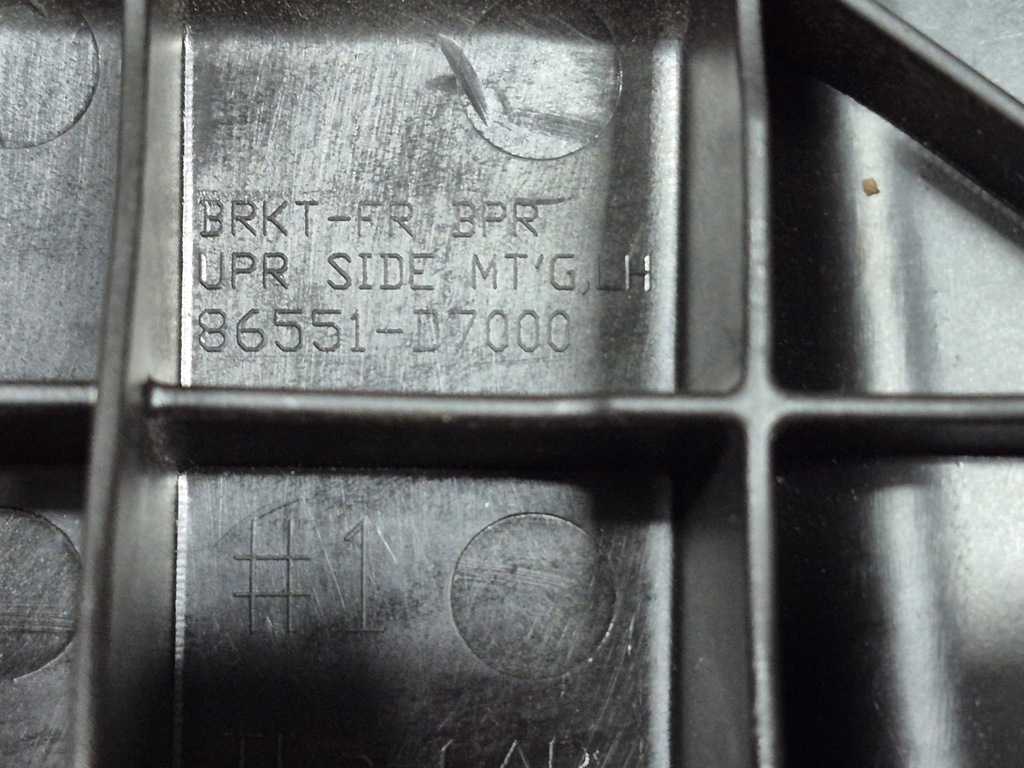 BRKT-FR BPR
UPR SIDE MT'G,LH
86551-D7000
#1